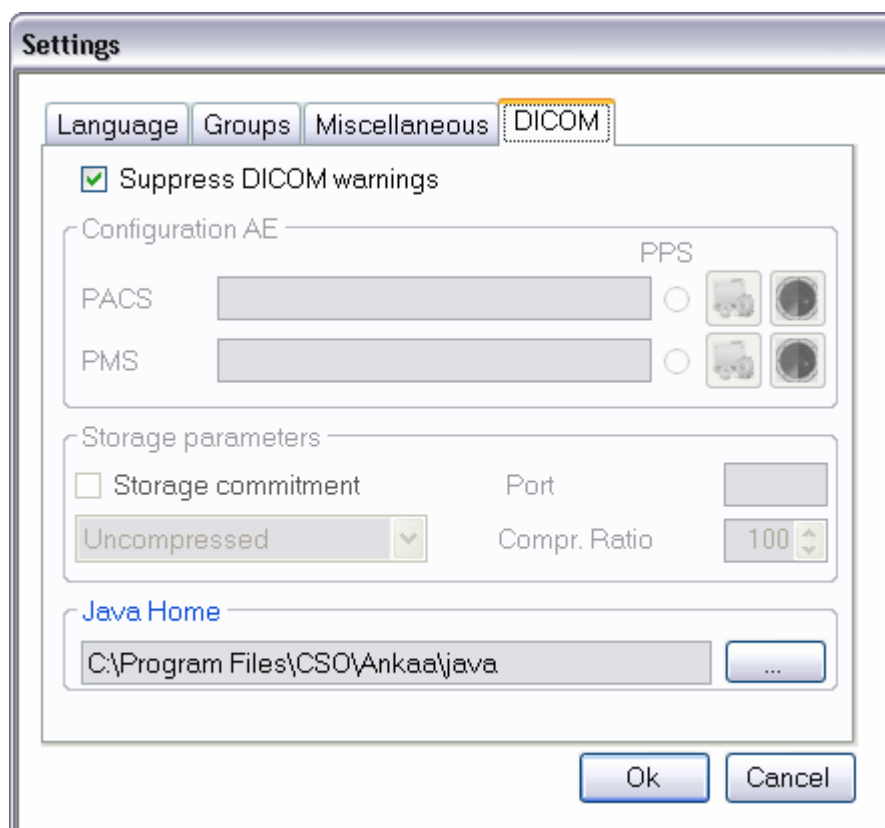 Settings
Language Groups Miscellaneous DICOM
Suppress DICOM warnings
Configuration AE
PPS
PACS
PMS
Storage parameters
Storage commitment Port
Uncompressed Compr. Ratio 100
Java Home
C:\Program Files\CSO\Ankaa\java ...
Ok Cancel